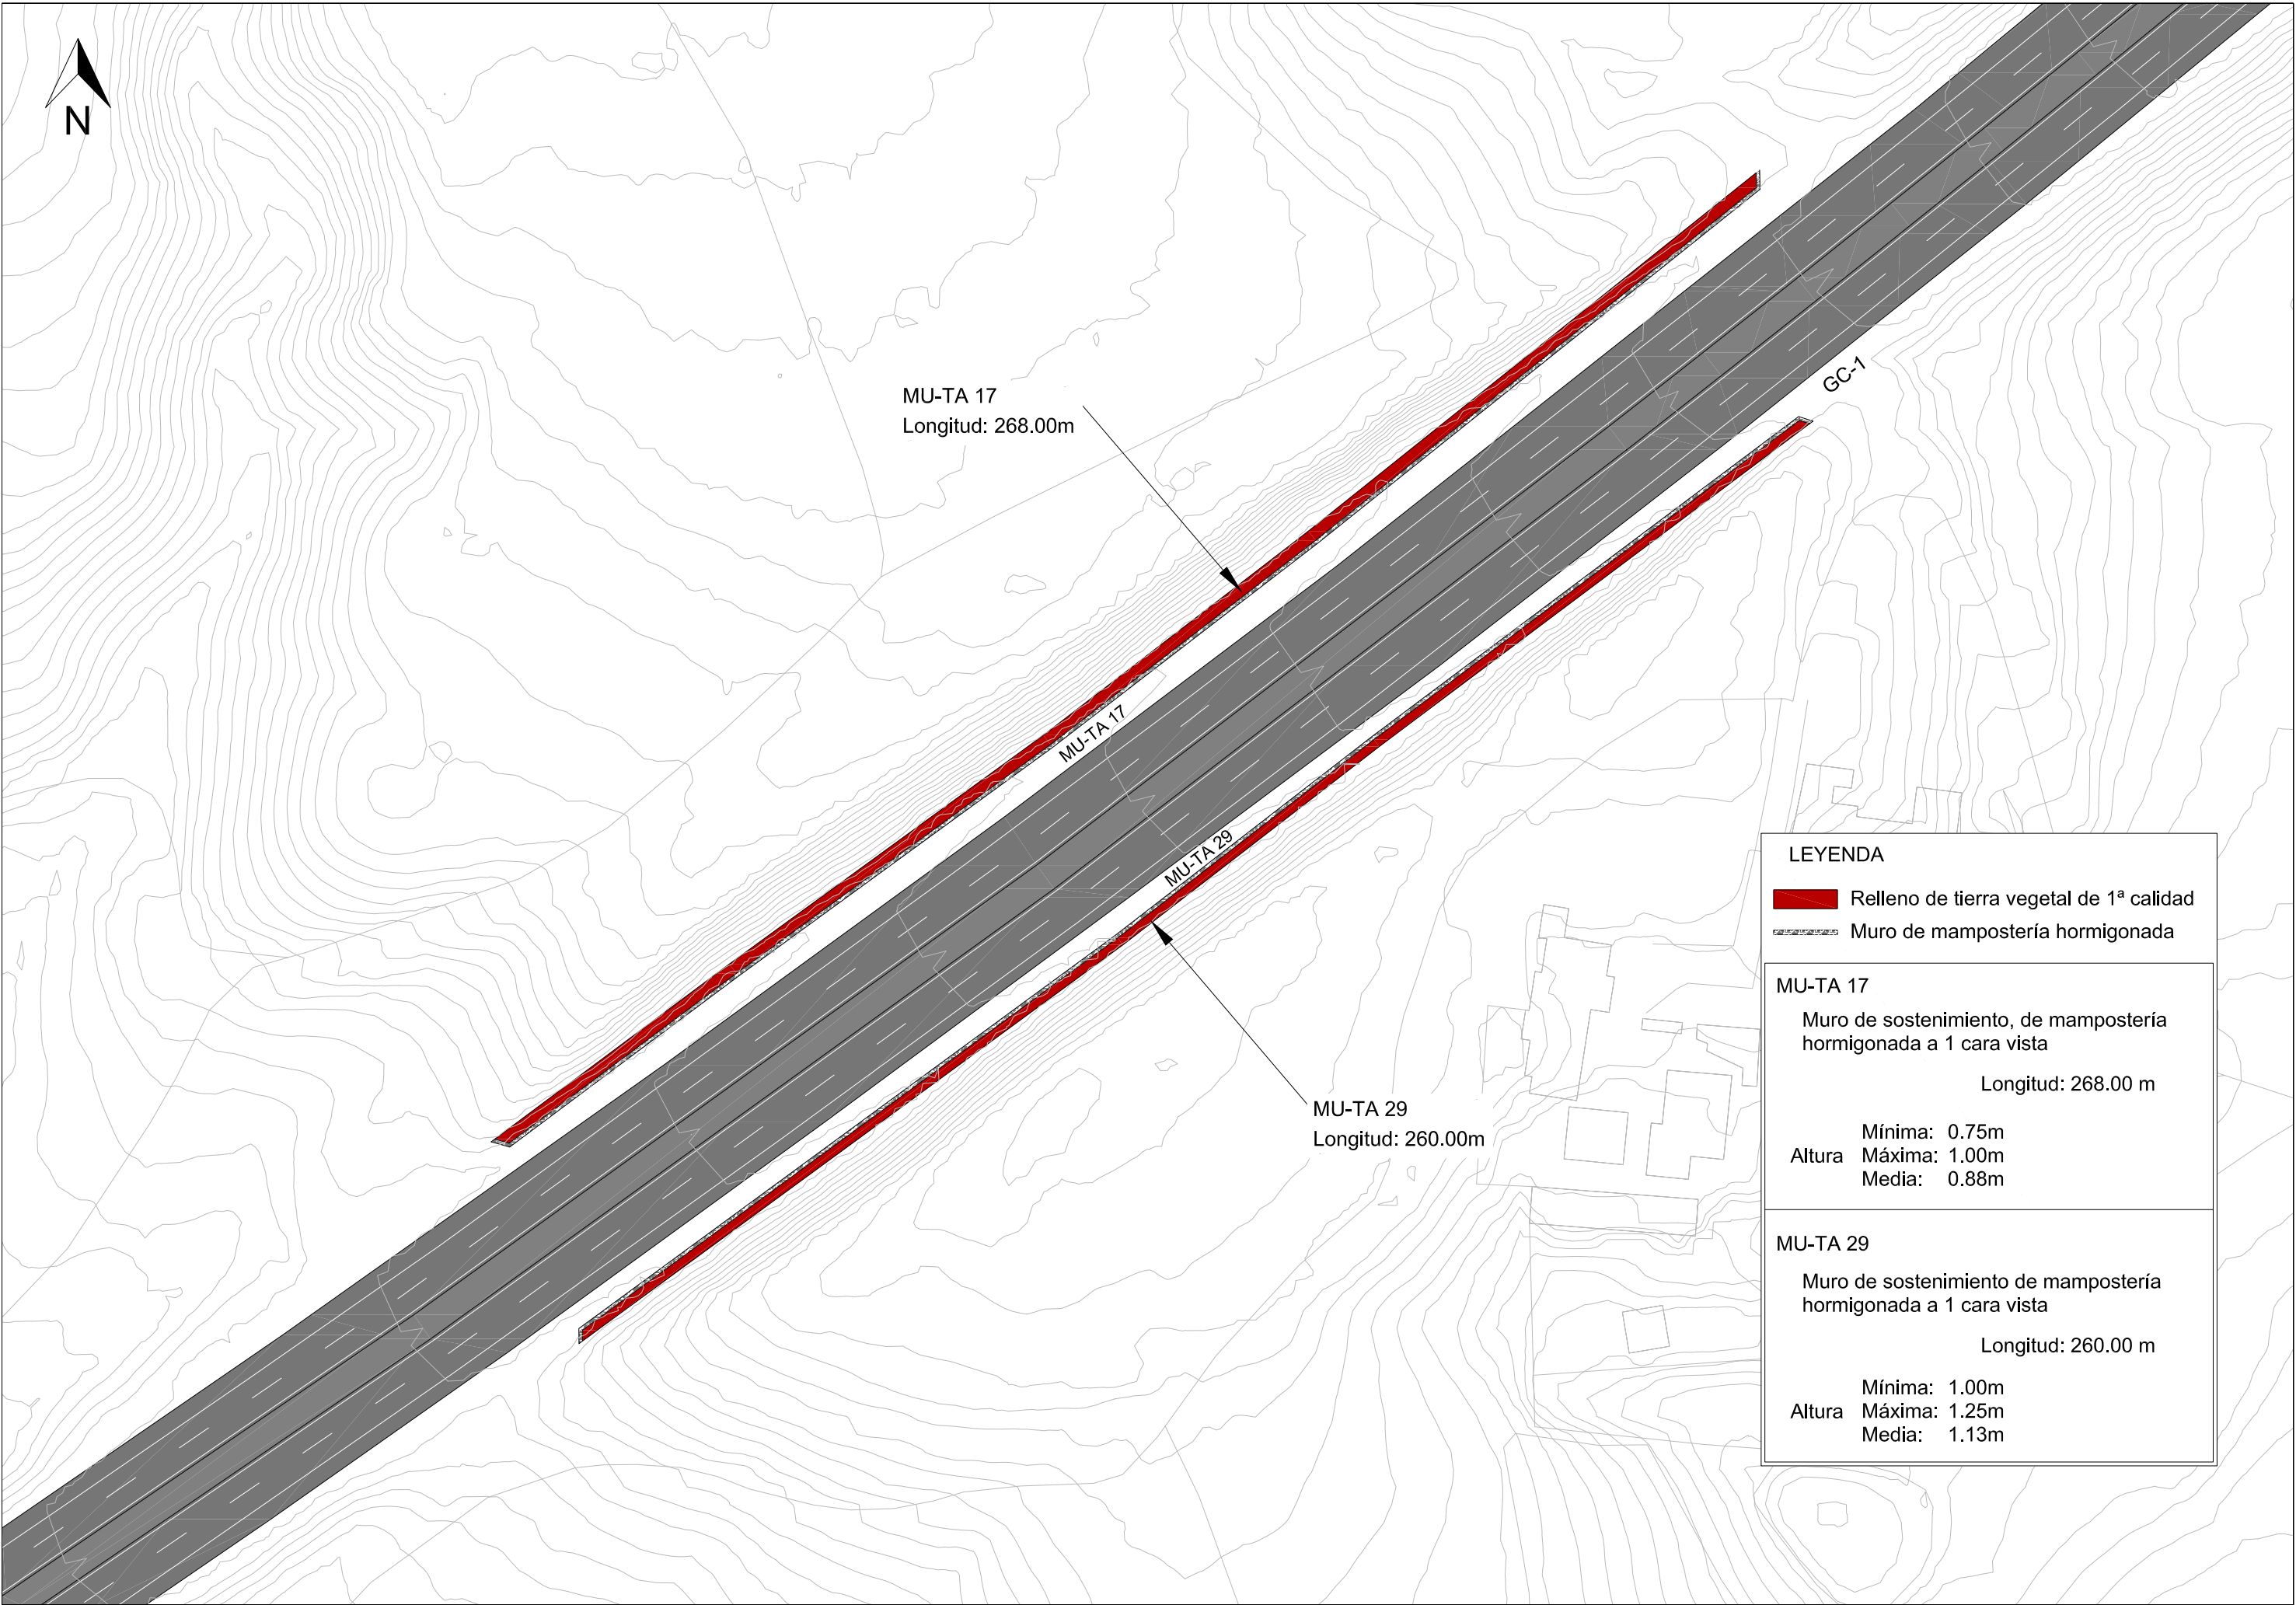 N
MU-TA 17
Longitud: 268.00m
GC-1
MU-TA 17
MU-TA 29
MU-TA 29
Longitud: 260.00m
LEYENDA
Relleno de tierra vegetal de 1ª calidad
Muro de mampostería hormigonada
MU-TA 17
Muro de sostenimiento, de mampostería
hormigonada a 1 cara vista
Longitud: 268.00 m
Mínima: 0.75m
Altura Máxima: 1.00m
Media: 0.88m
MU-TA 29
Muro de sostenimiento de mampostería
hormigonada a 1 cara vista
Longitud: 260.00 m
Mínima: 1.00m
Altura Máxima: 1.25m
Media: 1.13m